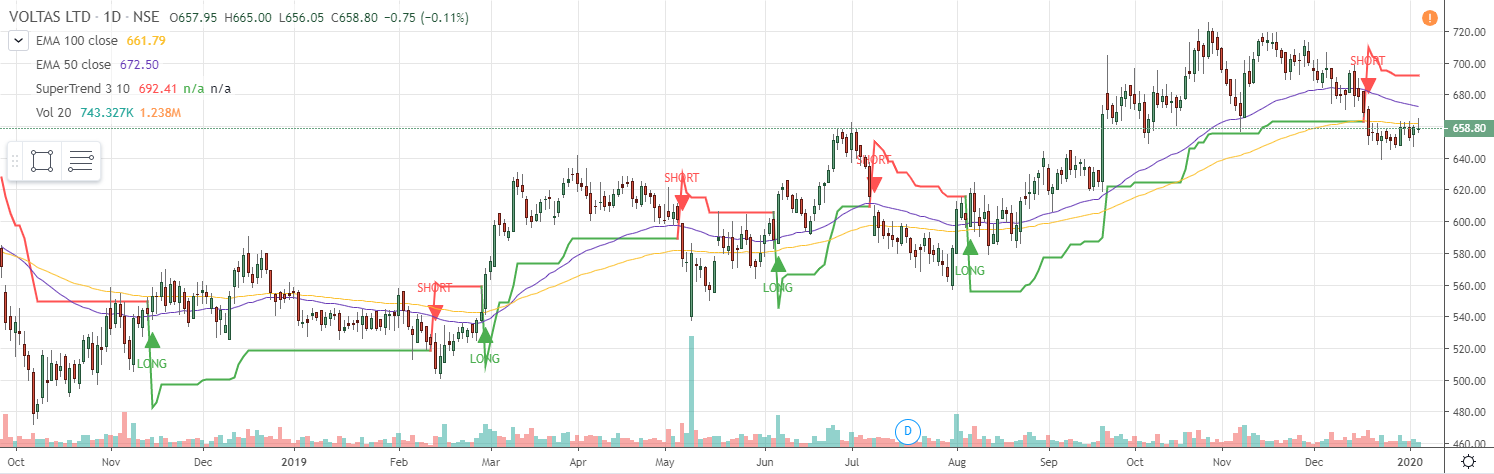 VOLTAS LTD · 1D · NSE O657.95 H665.00 L656.05 C658.80 −0.75 (−0.11%)
EMA 100 close 661.79
EMA 50 close 672.50
SuperTrend 3 10 692.41 n/a n/a
Vol 20 743.327K 1.238M
720.00
SHORT
700.00
680.00
658.80
SHORT
640.00
SHORT
620.00
600.00
580.00
LONG
SHORT
LONG
560.00
540.00
520.00
LONG
LONG
500.00
480.00
D
460.00
Oct Nov Dec 2019 Feb Mar Apr May Jun Jul Aug Sep Oct Nov Dec 2020